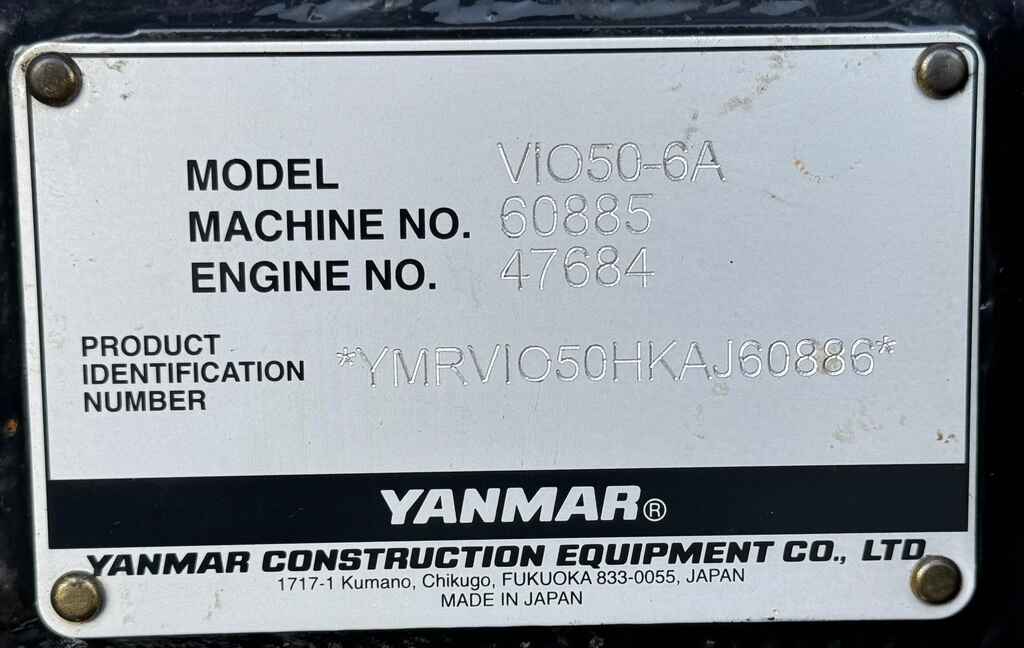 MODEL VIO50-6A
MACHINE NO. 60885
ENGINE NO. 47684
PRODUCT
IDENTIFICATION
NUMBER
*YMRVIO50HKAJ60886*
YANMAR®
YANMAR CONSTRUCTION EQUIPMENT CO., LTD.
1717-1 Kumano, Chikugo, FUKUOKA 833-0055, JAPAN
MADE IN JAPAN